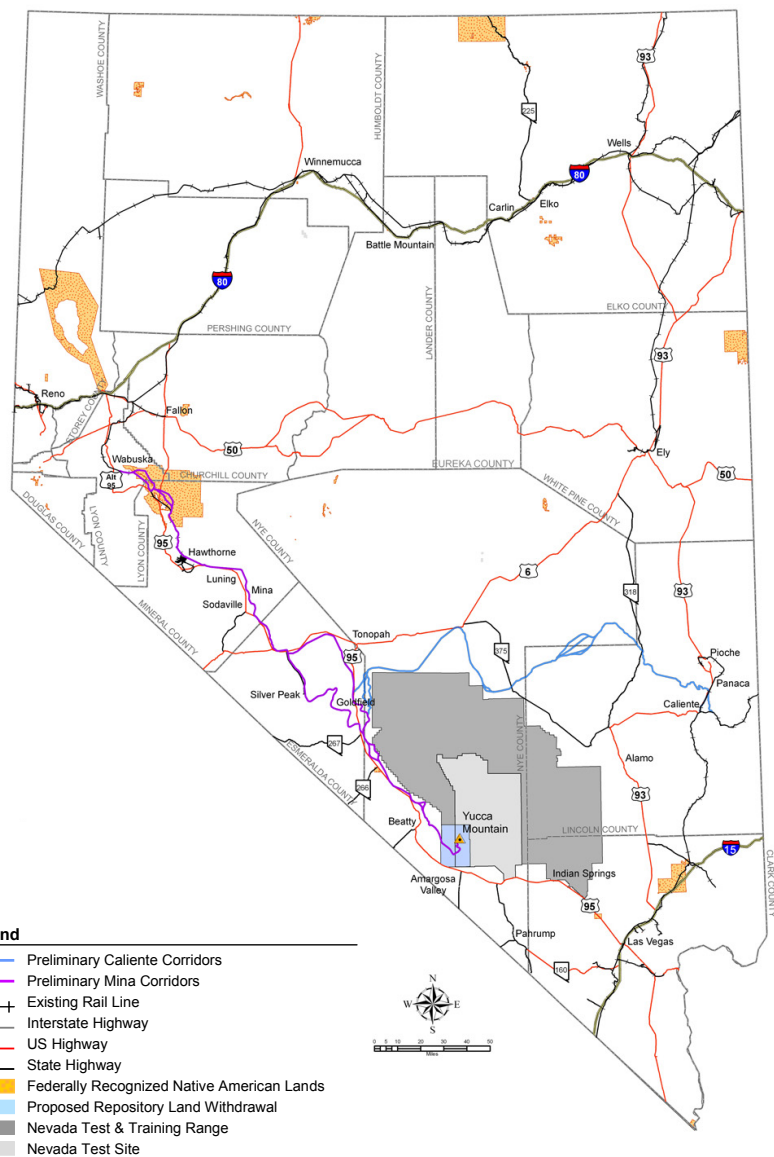 WASHOE COUNTY
HUMBOLDT COUNTY
93
225
Wells
Winnemucca
80
Carlin
Elko
Battle Mountain
80
LANDER COUNTY
ELKO COUNTY
PERSHING COUNTY
93
Reno
STOREY COUNTY
Fallon
50
Ely
Wabuska
EUREKA COUNTY
50
Alt
95
CHURCHILL COUNTY
WHITE PINE COUNTY
DOUGLAS COUNTY
LYON COUNTY
LYON COUNTY
95
NYE COUNTY
Hawthorne
6
Luning
Mina
318
93
Sodaville
MINERAL COUNTY
Tonopah
375
95
Pioche
Panaca
Silver Peak
Goldfield
Caliente
267
NYE COUNTY
ESMERALDA COUNTY
Alamo
266
93
Yucca
Mountain
Beatty
LINCOLN COUNTY
15
CLARK COUNTY
Amargosa
Valley
Indian Springs
95
Pahrump
Las Vegas
160
nd
Preliminary Caliente Corridors
Preliminary Mina Corridors
Existing Rail Line
Interstate Highway
US Highway
State Highway
Federally Recognized Native American Lands
Proposed Repository Land Withdrawal
Nevada Test & Training Range
Nevada Test Site
N
W E
S
0 5 10 20 30 40 50
Miles